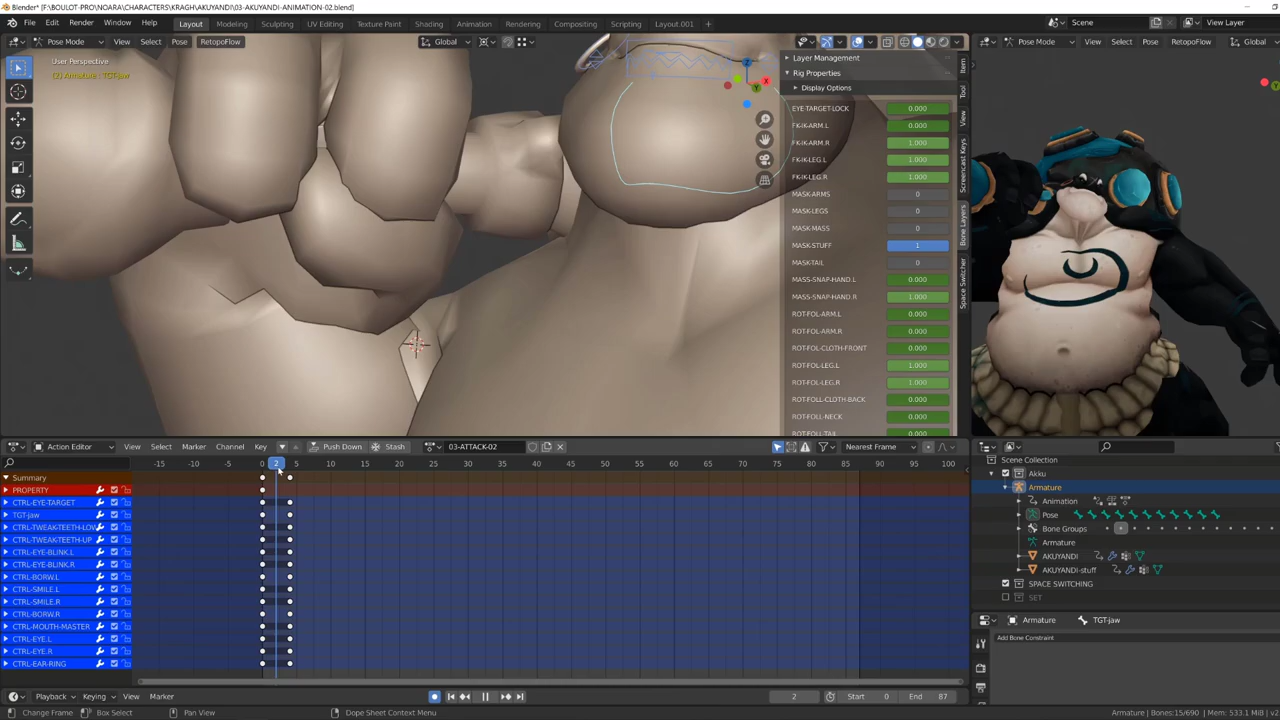 Blender* [F:\BOULOT-PRO\NOARA\CHARACTERS\KRAGH\AKUYANDI\03-AKUYANDI-ANIMATION-02.blend]
File Edit Render Window Help Layout Modeling Sculpting UV Editing Texture Paint Shading Animation Rendering Compositing Scripting Layout.001 + Scene View Layer
Pose Mode View Select Pose RetopoFlow Global Pose Mode View Select Pose RetopoFlow Global
User Perspective
(2) Armature : TGT-jaw
Layer Management
Rig Properties
Display Options
EYE-TARGET-LOCK 0.000
FK-IK-ARM.L 0.000
FK-IK-ARM.R 1.000
FK-IK-LEG.L 1.000
FK-IK-LEG.R 1.000
MASK-ARMS 0
MASK-LEGS 0
MASK-MASS 0
MASK-STUFF 1
MASK-TAIL 0
MASS-SNAP-HAND.L 0.000
MASS-SNAP-HAND.R 1.000
ROT-FOL-ARM.L 0.000
ROT-FOL-ARM.R 0.000
ROT-FOL-CLOTH-FRONT 0.000
ROT-FOL-LEG.L 1.000
ROT-FOL-LEG.R 1.000
ROT-FOLL-CLOTH-BACK 0.000
ROT-FOLL-NECK 0.000
ROT-FOLL-TAIL 0.000
Item
Tool
View
Screencast Keys
Bone Layers
Space Switcher
Z
X
Y
Action Editor View Select Marker Channel Key Push Down Stash 03-ATTACK-02 Nearest Frame
-15 -10 -5 0 2 5 10 15 20 25 30 35 40 45 50 55 60 65 70 75 80 85 90 95 100
Summary
PROPERTY
CTRL-EYE-TARGET
TGT-jaw
CTRL-TWEAK-TEETH-LOW
CTRL-TWEAK-TEETH-UP
CTRL-EYE-BLINK.L
CTRL-EYE-BLINK.R
CTRL-BORW.L
CTRL-SMILE.L
CTRL-SMILE.R
CTRL-BORW.R
CTRL-MOUTH-MASTER
CTRL-EYE.L
CTRL-EYE.R
CTRL-EAR-RING
Scene Collection
Akku
Armature
Animation
Pose
Bone Groups
Armature
AKUYANDI
AKUYANDI-stuff
SPACE SWITCHING
SET
Armature TGT-jaw
Add Bone Constraint
Playback Keying View Marker 2 Start 0 End 87
Change Frame Box Select Pan View Dope Sheet Context Menu Armature | Bones:15/690 | Mem: 533.1 MiB | v2